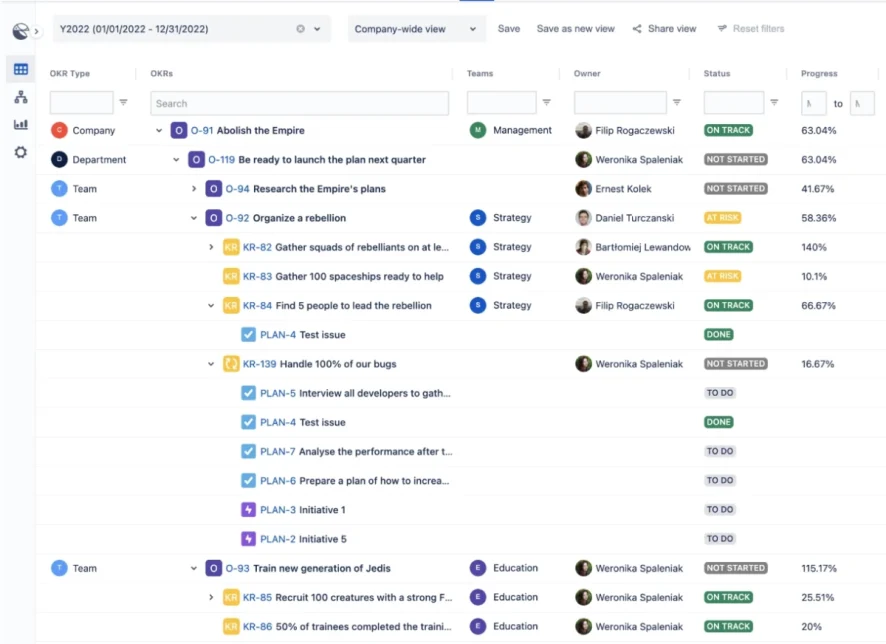 Y2022 (01/01/2022 - 12/31/2022) Company-wide view Save Save as new view Share view Reset filters
OKR Type OKRs Teams Owner Status Progress
Search to
C Company O O-91 Abolish the Empire M Management Filip Rogaczewski ON TRACK 63.04%
D Department O O-119 Be ready to launch the plan next quarter Weronika Spaleniak NOT STARTED 63.04%
T Team O O-94 Research the Empire's plans Ernest Kolek NOT STARTED 41.67%
T Team O O-92 Organize a rebellion S Strategy Daniel Turczanski AT RISK 58.36%
KR KR-82 Gather squads of rebelliants on at le... S Strategy Bartłomiej Lewandow ON TRACK 140%
KR KR-83 Gather 100 spaceships ready to help S Strategy Weronika Spaleniak AT RISK 10.1%
KR KR-84 Find 5 people to lead the rebellion S Strategy Filip Rogaczewski ON TRACK 66.67%
PLAN-4 Test issue DONE
KR-139 Handle 100% of our bugs Weronika Spaleniak NOT STARTED 16.67%
PLAN-5 Interview all developers to gath... TO DO
PLAN-4 Test issue DONE
PLAN-7 Analyse the performance after t... TO DO
PLAN-6 Prepare a plan of how to increa... TO DO
PLAN-3 Initiative 1 TO DO
PLAN-2 Initiative 5 TO DO
T Team O O-93 Train new generation of Jedis E Education Weronika Spaleniak NOT STARTED 115.17%
KR KR-85 Recruit 100 creatures with a strong F... E Education Weronika Spaleniak ON TRACK 25.51%
KR KR-86 50% of trainees completed the traini... E Education Weronika Spaleniak ON TRACK 20%